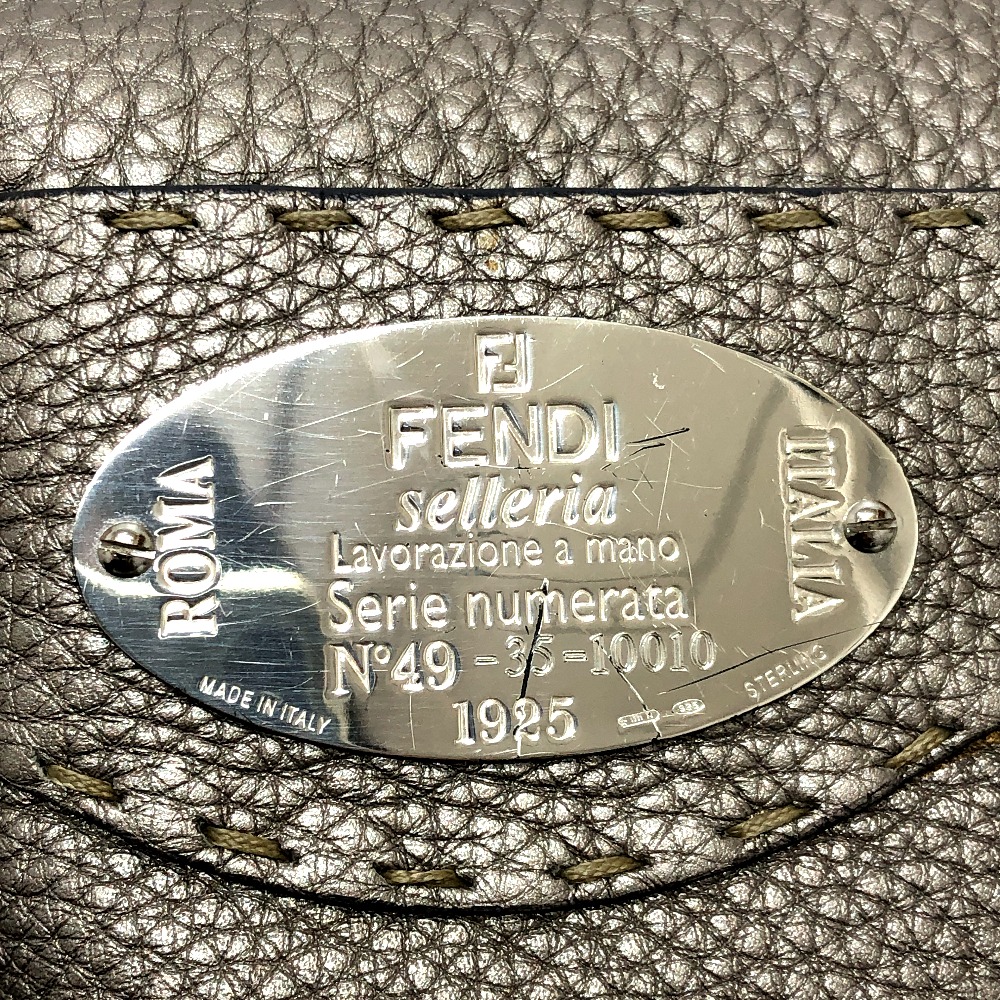 FENDI
selleria
Lavorazione a mano
Serie numerata
N°49 -35-10010
1925
ROMA
ITALIA
MADE IN ITALY
STERLING